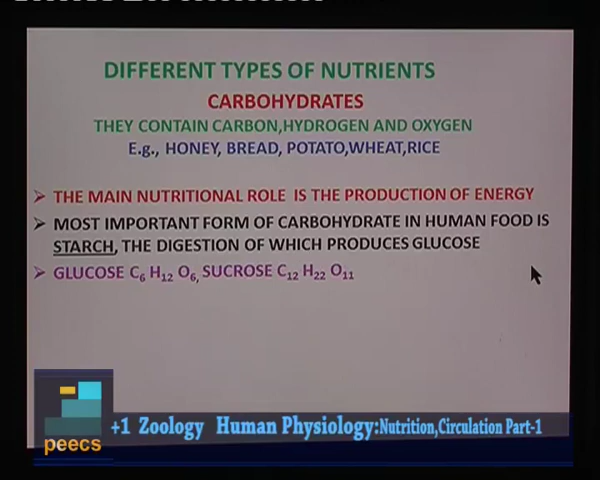 DIFFERENT TYPES OF NUTRIENTS
CARBOHYDRATES
THEY CONTAIN CARBON,HYDROGEN AND OXYGEN
E.g., HONEY, BREAD, POTATO,WHEAT,RICE
➢ THE MAIN NUTRITIONAL ROLE IS THE PRODUCTION OF ENERGY
➢ MOST IMPORTANT FORM OF CARBOHYDRATE IN HUMAN FOOD IS
STARCH, THE DIGESTION OF WHICH PRODUCES GLUCOSE
➢ GLUCOSE C₆ H₁₂ O₆, SUCROSE C₁₂ H₂₂ O₁₁
peecs
+1 Zoology Human Physiology:Nutrition,Circulation Part-1